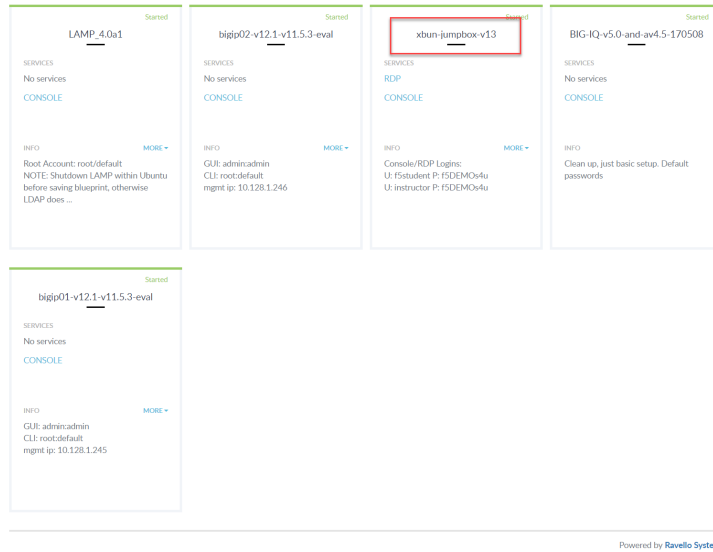 Started
LAMP_4.0a1
SERVICES
No services
CONSOLE
INFO
MORE
Root Account: root/default
NOTE: Shutdown LAMP within Ubuntu
before saving blueprint, otherwise
LDAP does ...
Started
bigip02-v12.1-v11.5.3-eval
SERVICES
No services
CONSOLE
INFO
MORE
GUI: admin:admin
CLI: root:default
mgmt ip: 10.128.1.246
Started
xbun-jumpbox-v13
SERVICES
RDP
CONSOLE
INFO
MORE
Console/RDP Logins:
U: f5student P: f5DEMOs4u
U: instructor P: f5DEMOs4u
Started
BIG-IQ-v5.0-and-av4.5-170508
SERVICES
No services
CONSOLE
INFO
Clean up, just basic setup. Default
passwords
Started
bigip01-v12.1-v11.5.3-eval
SERVICES
No services
CONSOLE
INFO
MORE
GUI: admin:admin
CLI: root:default
mgmt ip: 10.128.1.245
Powered by Ravello Syste